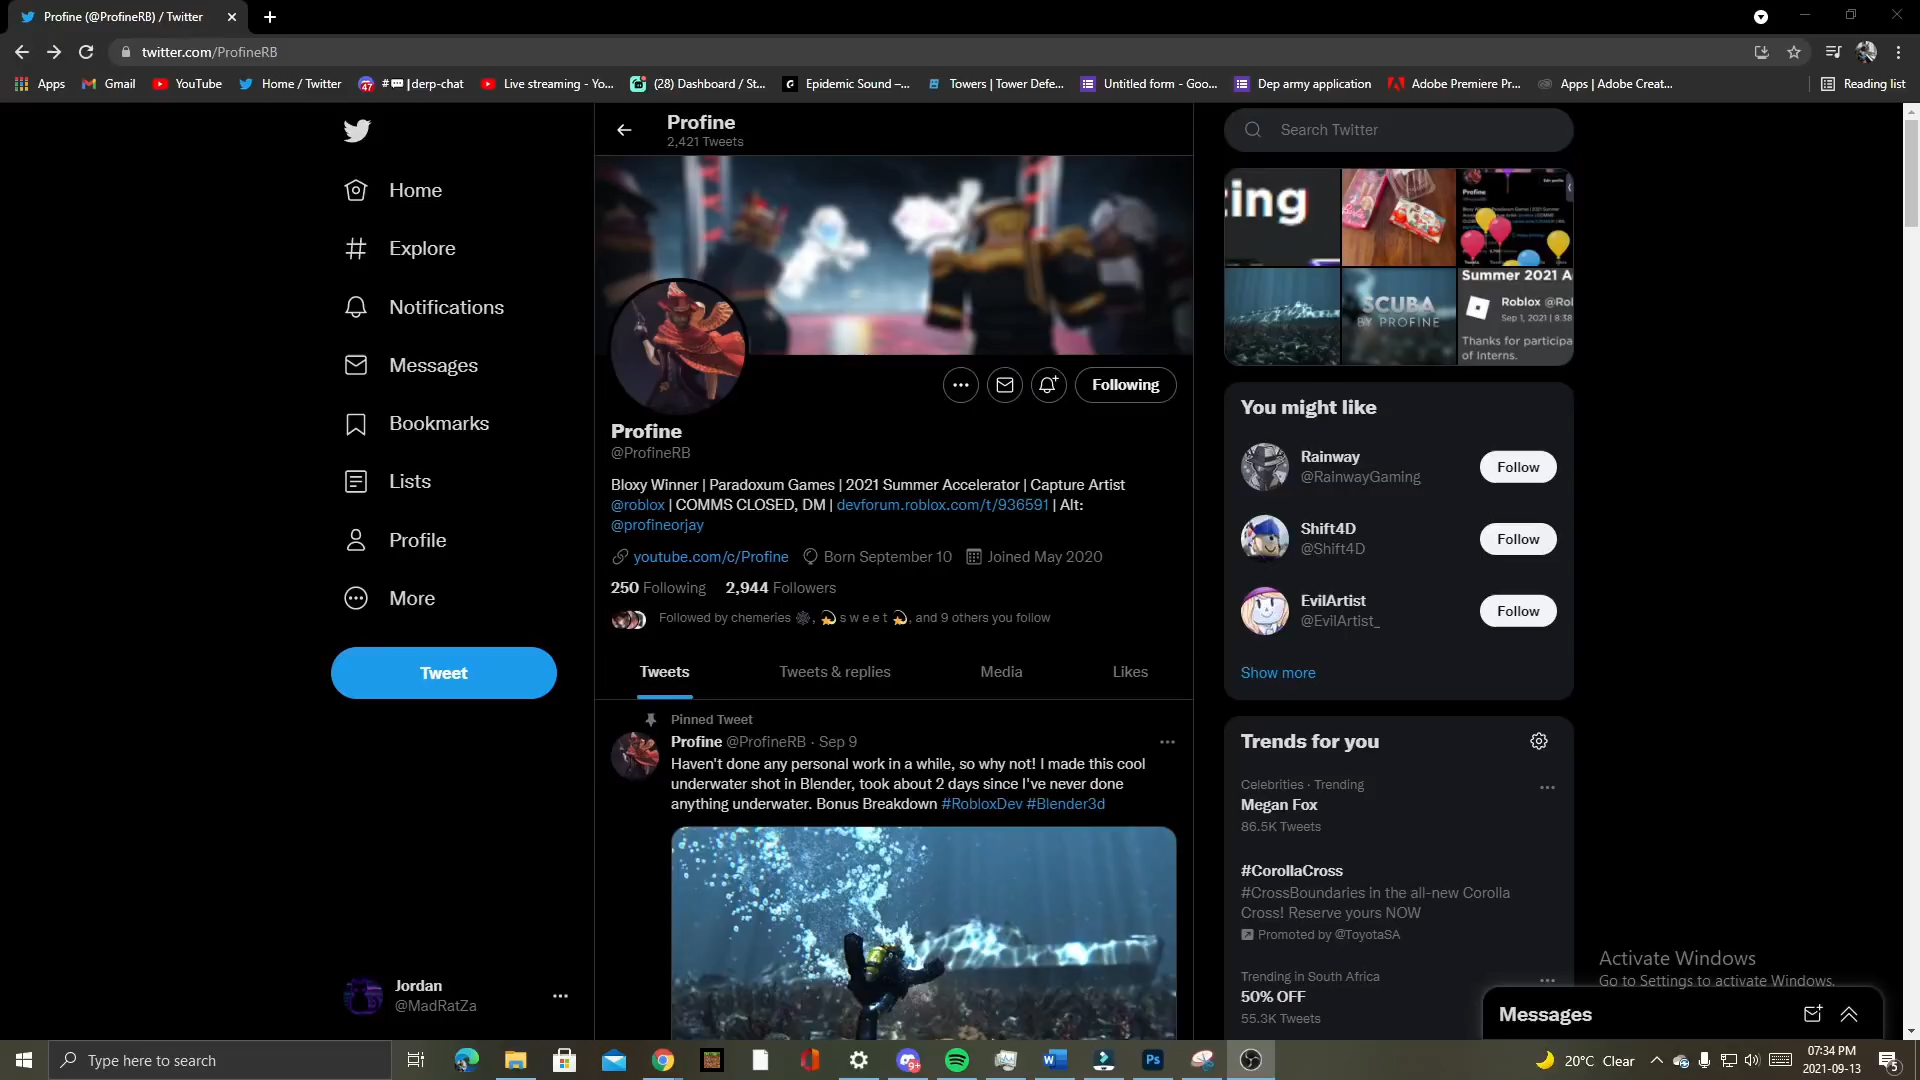 Profine (@ProfineRB) / Twitter
twitter.com/ProfineRB
Apps
Gmail
YouTube
Home / Twitter
47
#💬|derp-chat
Live streaming - Yo...
(28) Dashboard / St...
Epidemic Sound –...
Towers | Tower Defe...
Untitled form - Goo...
Dep army application
Adobe Premiere Pr...
Apps | Adobe Creat...
Reading list
Home
Explore
Notifications
Messages
Bookmarks
Lists
Profile
More
Tweet
Jordan
@MadRatZa
Profine
2,421 Tweets
Following
Profine
@ProfineRB
Bloxy Winner | Paradoxum Games | 2021 Summer Accelerator | Capture Artist
@roblox | COMMS CLOSED, DM | devforum.roblox.com/t/936591 | Alt:
@profineorjay
youtube.com/c/Profine Born September 10 Joined May 2020
250 Following 2,944 Followers
Followed by chemeries 🕸, 💫 s w e e t 💫, and 9 others you follow
Tweets
Tweets & replies
Media
Likes
Pinned Tweet
Profine @ProfineRB · Sep 9
Haven't done any personal work in a while, so why not! I made this cool
underwater shot in Blender, took about 2 days since I've never done
anything underwater. Bonus Breakdown #RobloxDev #Blender3d
Search Twitter
ing
Profine
SCUBA
BY PROFINE
Summer 2021 A
Roblox @Rol
Sep 1, 2021 | 8:38
Thanks for participa
of Interns.
You might like
Rainway
@RainwayGaming
Follow
Shift4D
@Shift4D
Follow
EvilArtist
@EvilArtist_
Follow
Show more
Trends for you
Celebrities · Trending
Megan Fox
86.5K Tweets
#CorollaCross
#CrossBoundaries in the all-new Corolla
Cross! Reserve yours NOW
Promoted by @ToyotaSA
Trending in South Africa
50% OFF
55.3K Tweets
Activate Windows
Go to Settings to activate Windows.
Messages
Type here to search
20°C Clear
07:34 PM
2021-09-13
5